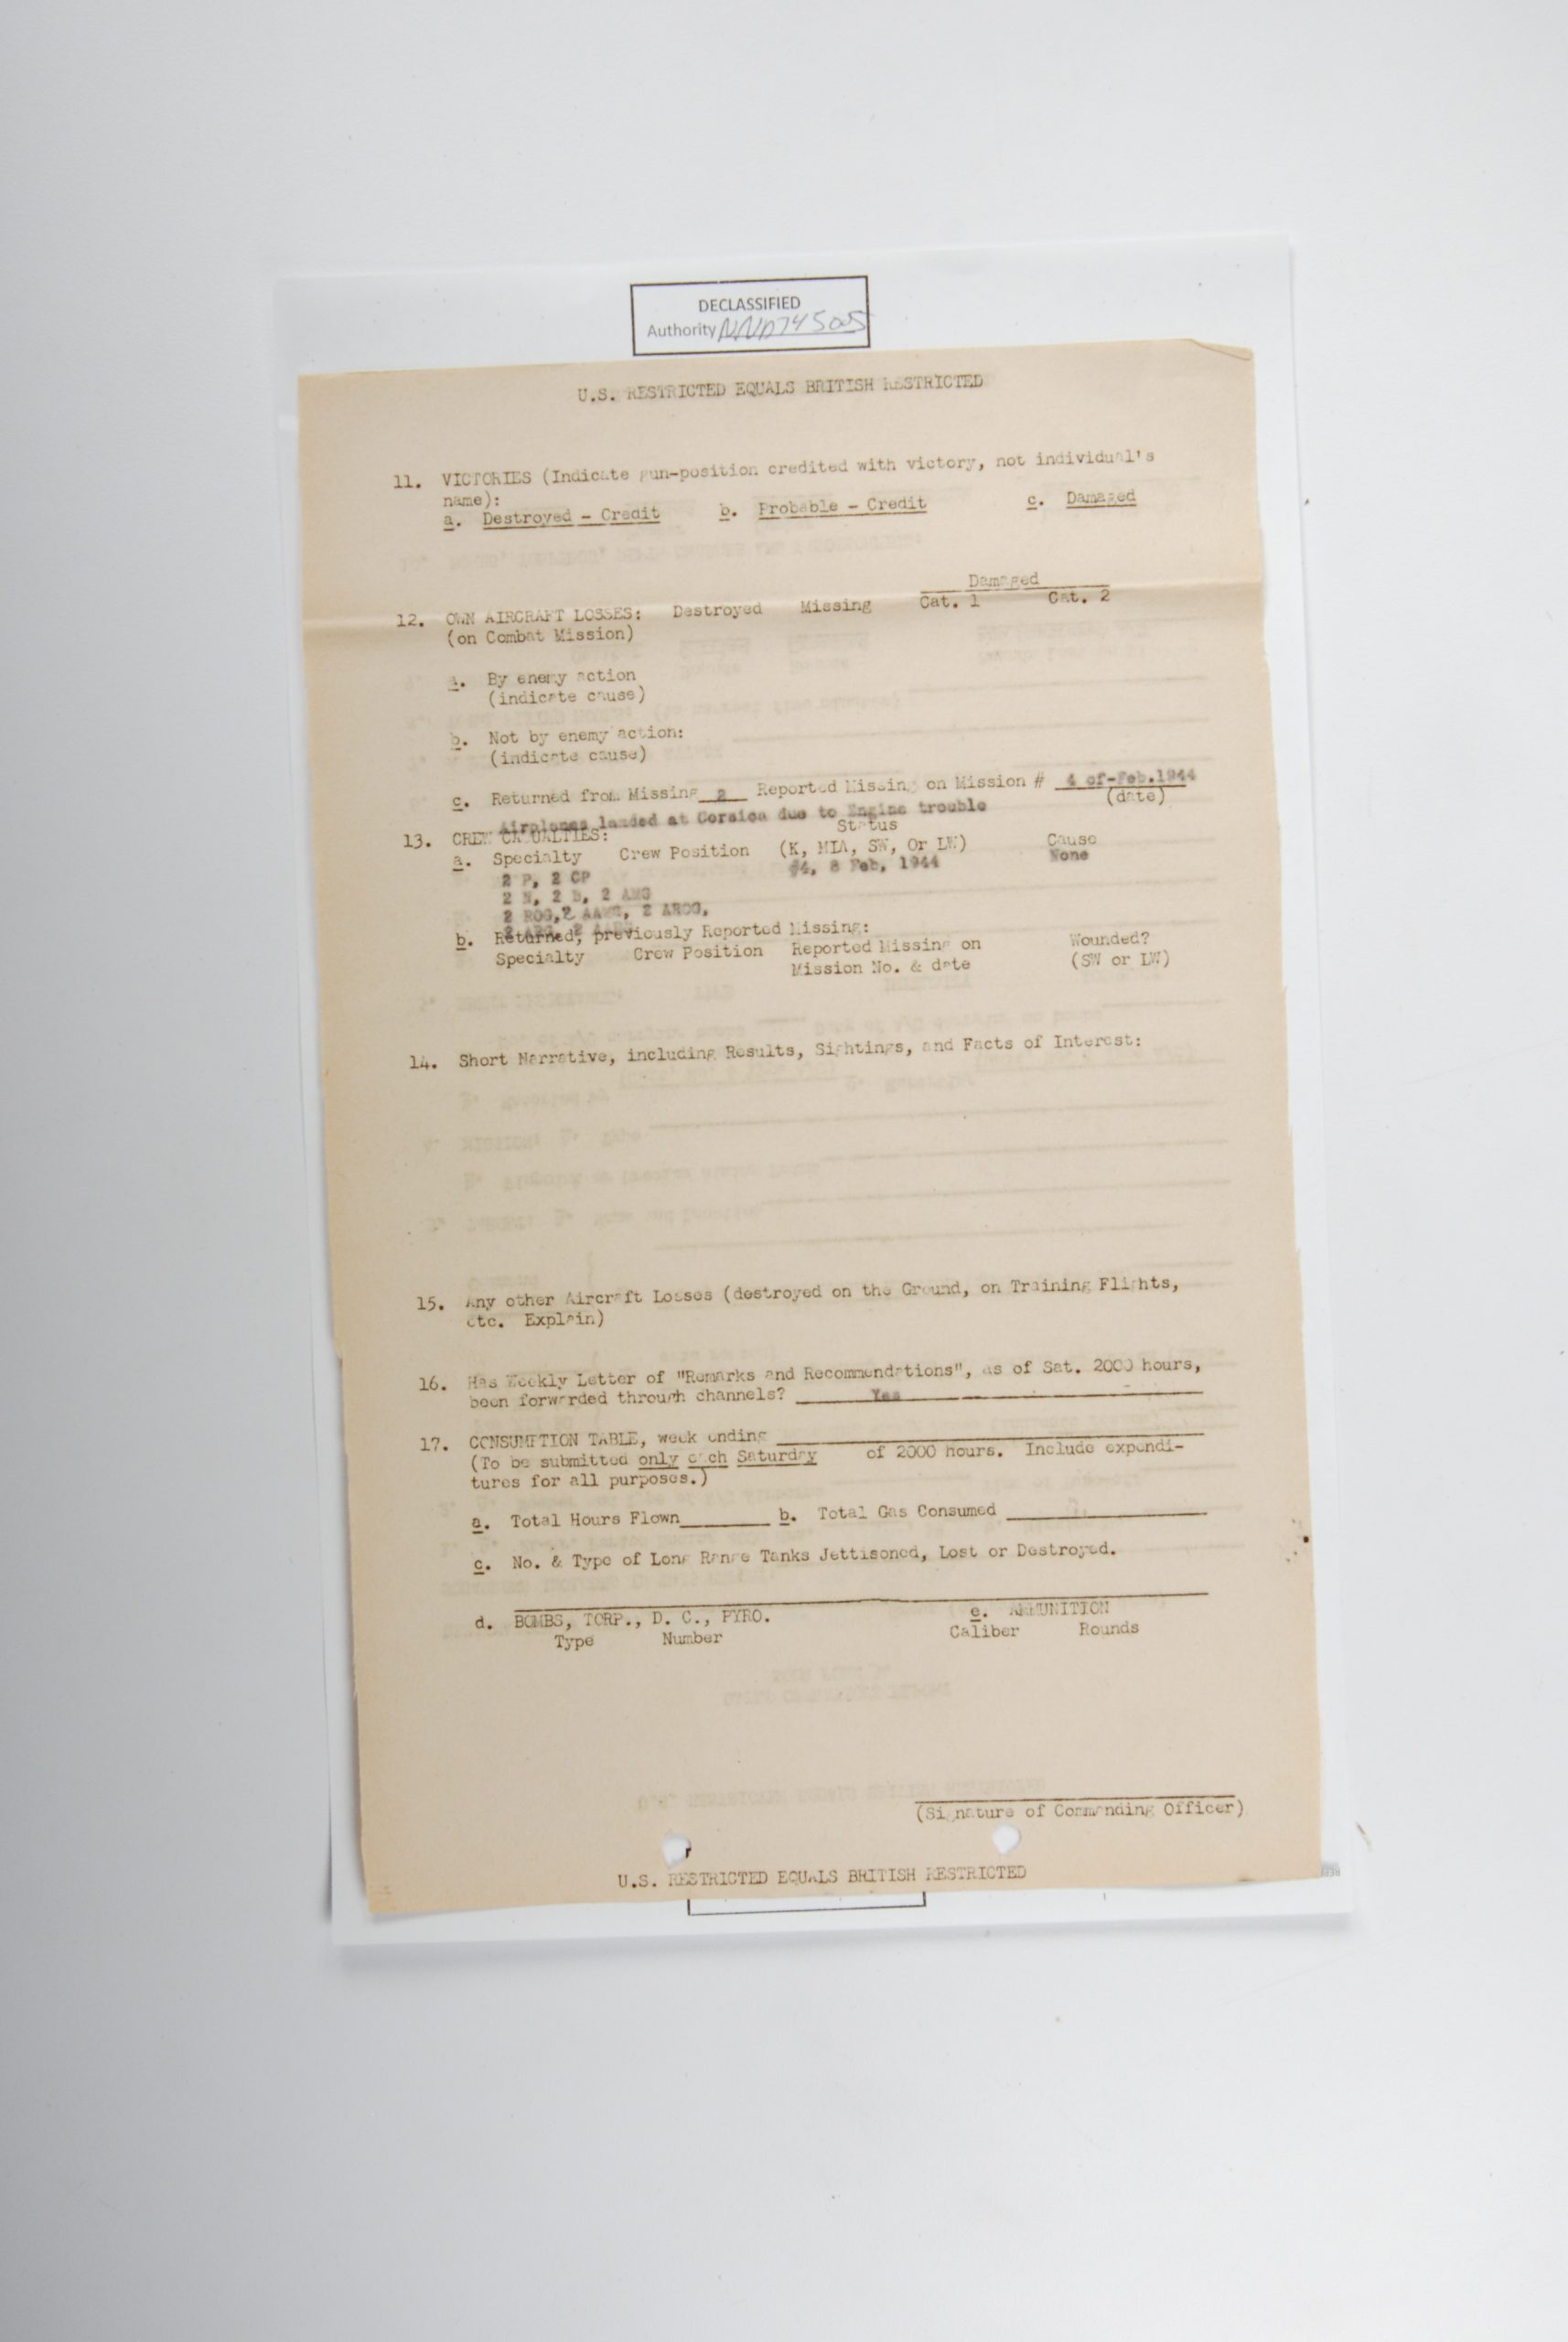 DECLASSIFIED
Authority NND745005
U.S. RESTRICTED EQUALS BRITISH RESTRICTED
11. VICTORIES (Indicate gun-position credited with victory, not individual's
name):
a. Destroyed - Credit b. Probable - Credit c. Damaged
Damaged
12. OWN AIRCRAFT LOSSES: Destroyed Missing Cat. 1 Cat. 2
(on Combat Mission)
a. By enemy action
(indicate cause)
b. Not by enemy action:
(indicate cause)
c. Returned from Missing 2 Reported Missing on Mission # 4 of-Feb.1944
(date)
Airplanes landed at Corsica due to Engine trouble
13. CREW CASUALTIES: Status
a. Specialty Crew Position (K, MIA, SW, Or LW) Cause
2 P, 2 CP #4, 8 Feb, 1944 None
2 N, 2 B, 2 AMG
2 ROG, 2 AAMG, 2 AROG,
b. Returned, previously Reported Missing:
Specialty Crew Position Reported Missing on Wounded?
Mission No. & date (SW or LW)
14. Short Narrative, including Results, Sightings, and Facts of Interest:
15. Any other Aircraft Losses (destroyed on the Ground, on Training Flights,
etc. Explain)
16. Has Weekly Letter of "Remarks and Recommendations", as of Sat. 2000 hours,
been forwarded through channels? Yes
17. CONSUMPTION TABLE, week ending
(To be submitted only each Saturday of 2000 hours. Include expendi-
tures for all purposes.)
a. Total Hours Flown b. Total Gas Consumed
c. No. & Type of Long Range Tanks Jettisoned, Lost or Destroyed.
d. BOMBS, TORP., D. C., PYRO. e. AMMUNITION
Type Number Caliber Rounds
(Signature of Commanding Officer)
U.S. RESTRICTED EQUALS BRITISH RESTRICTED